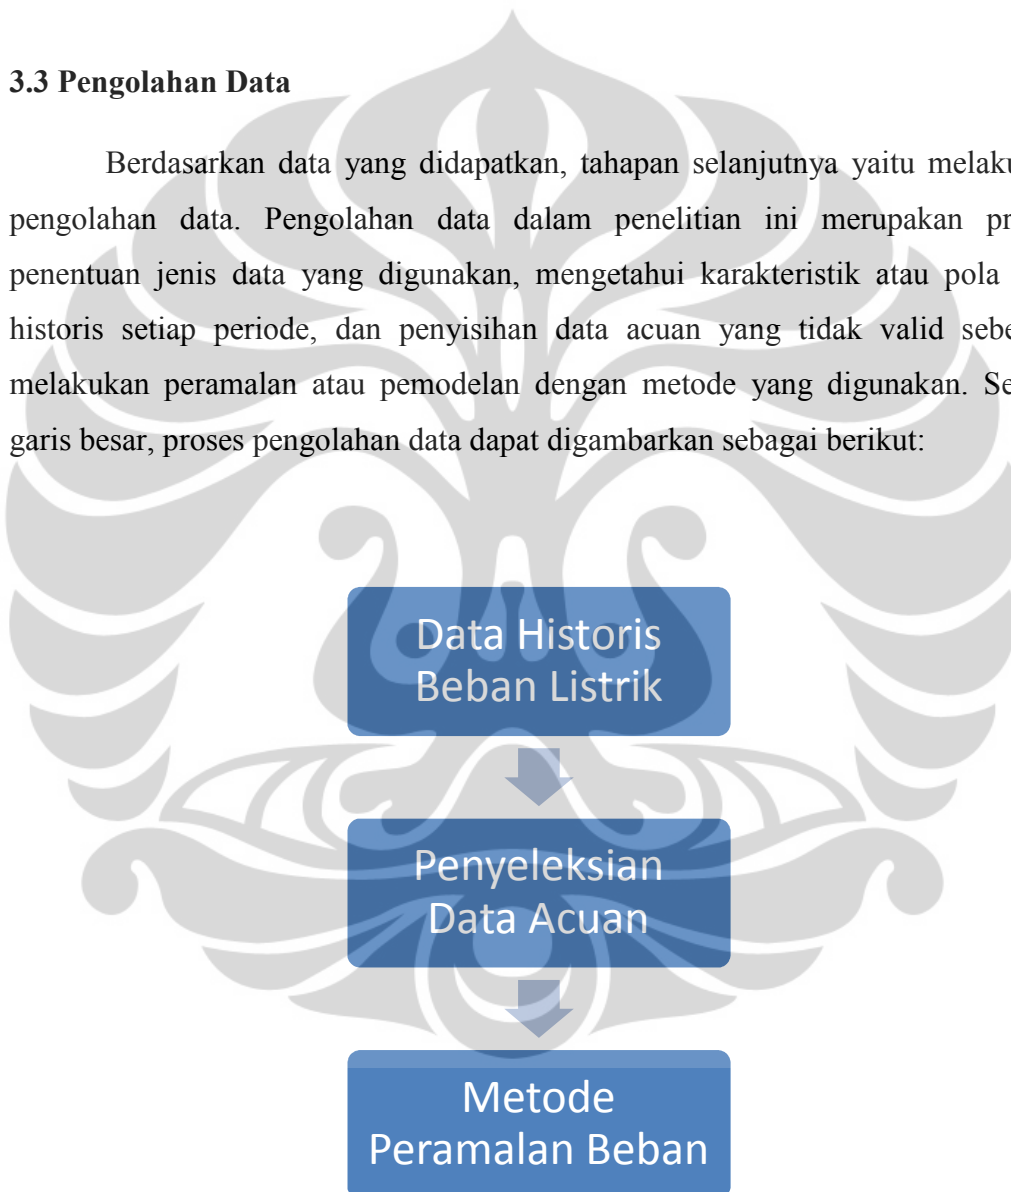 3.3 Pengolahan Data
Berdasarkan data yang didapatkan, tahapan selanjutnya yaitu melaku
pengolahan data. Pengolahan data dalam penelitian ini merupakan pr
penentuan jenis data yang digunakan, mengetahui karakteristik atau pola
historis setiap periode, dan penyisihan data acuan yang tidak valid sebe
melakukan peramalan atau pemodelan dengan metode yang digunakan. Se
garis besar, proses pengolahan data dapat digambarkan sebagai berikut:
Data Historis
Beban Listrik
Penyeleksian
Data Acuan
Metode
Peramalan Beban